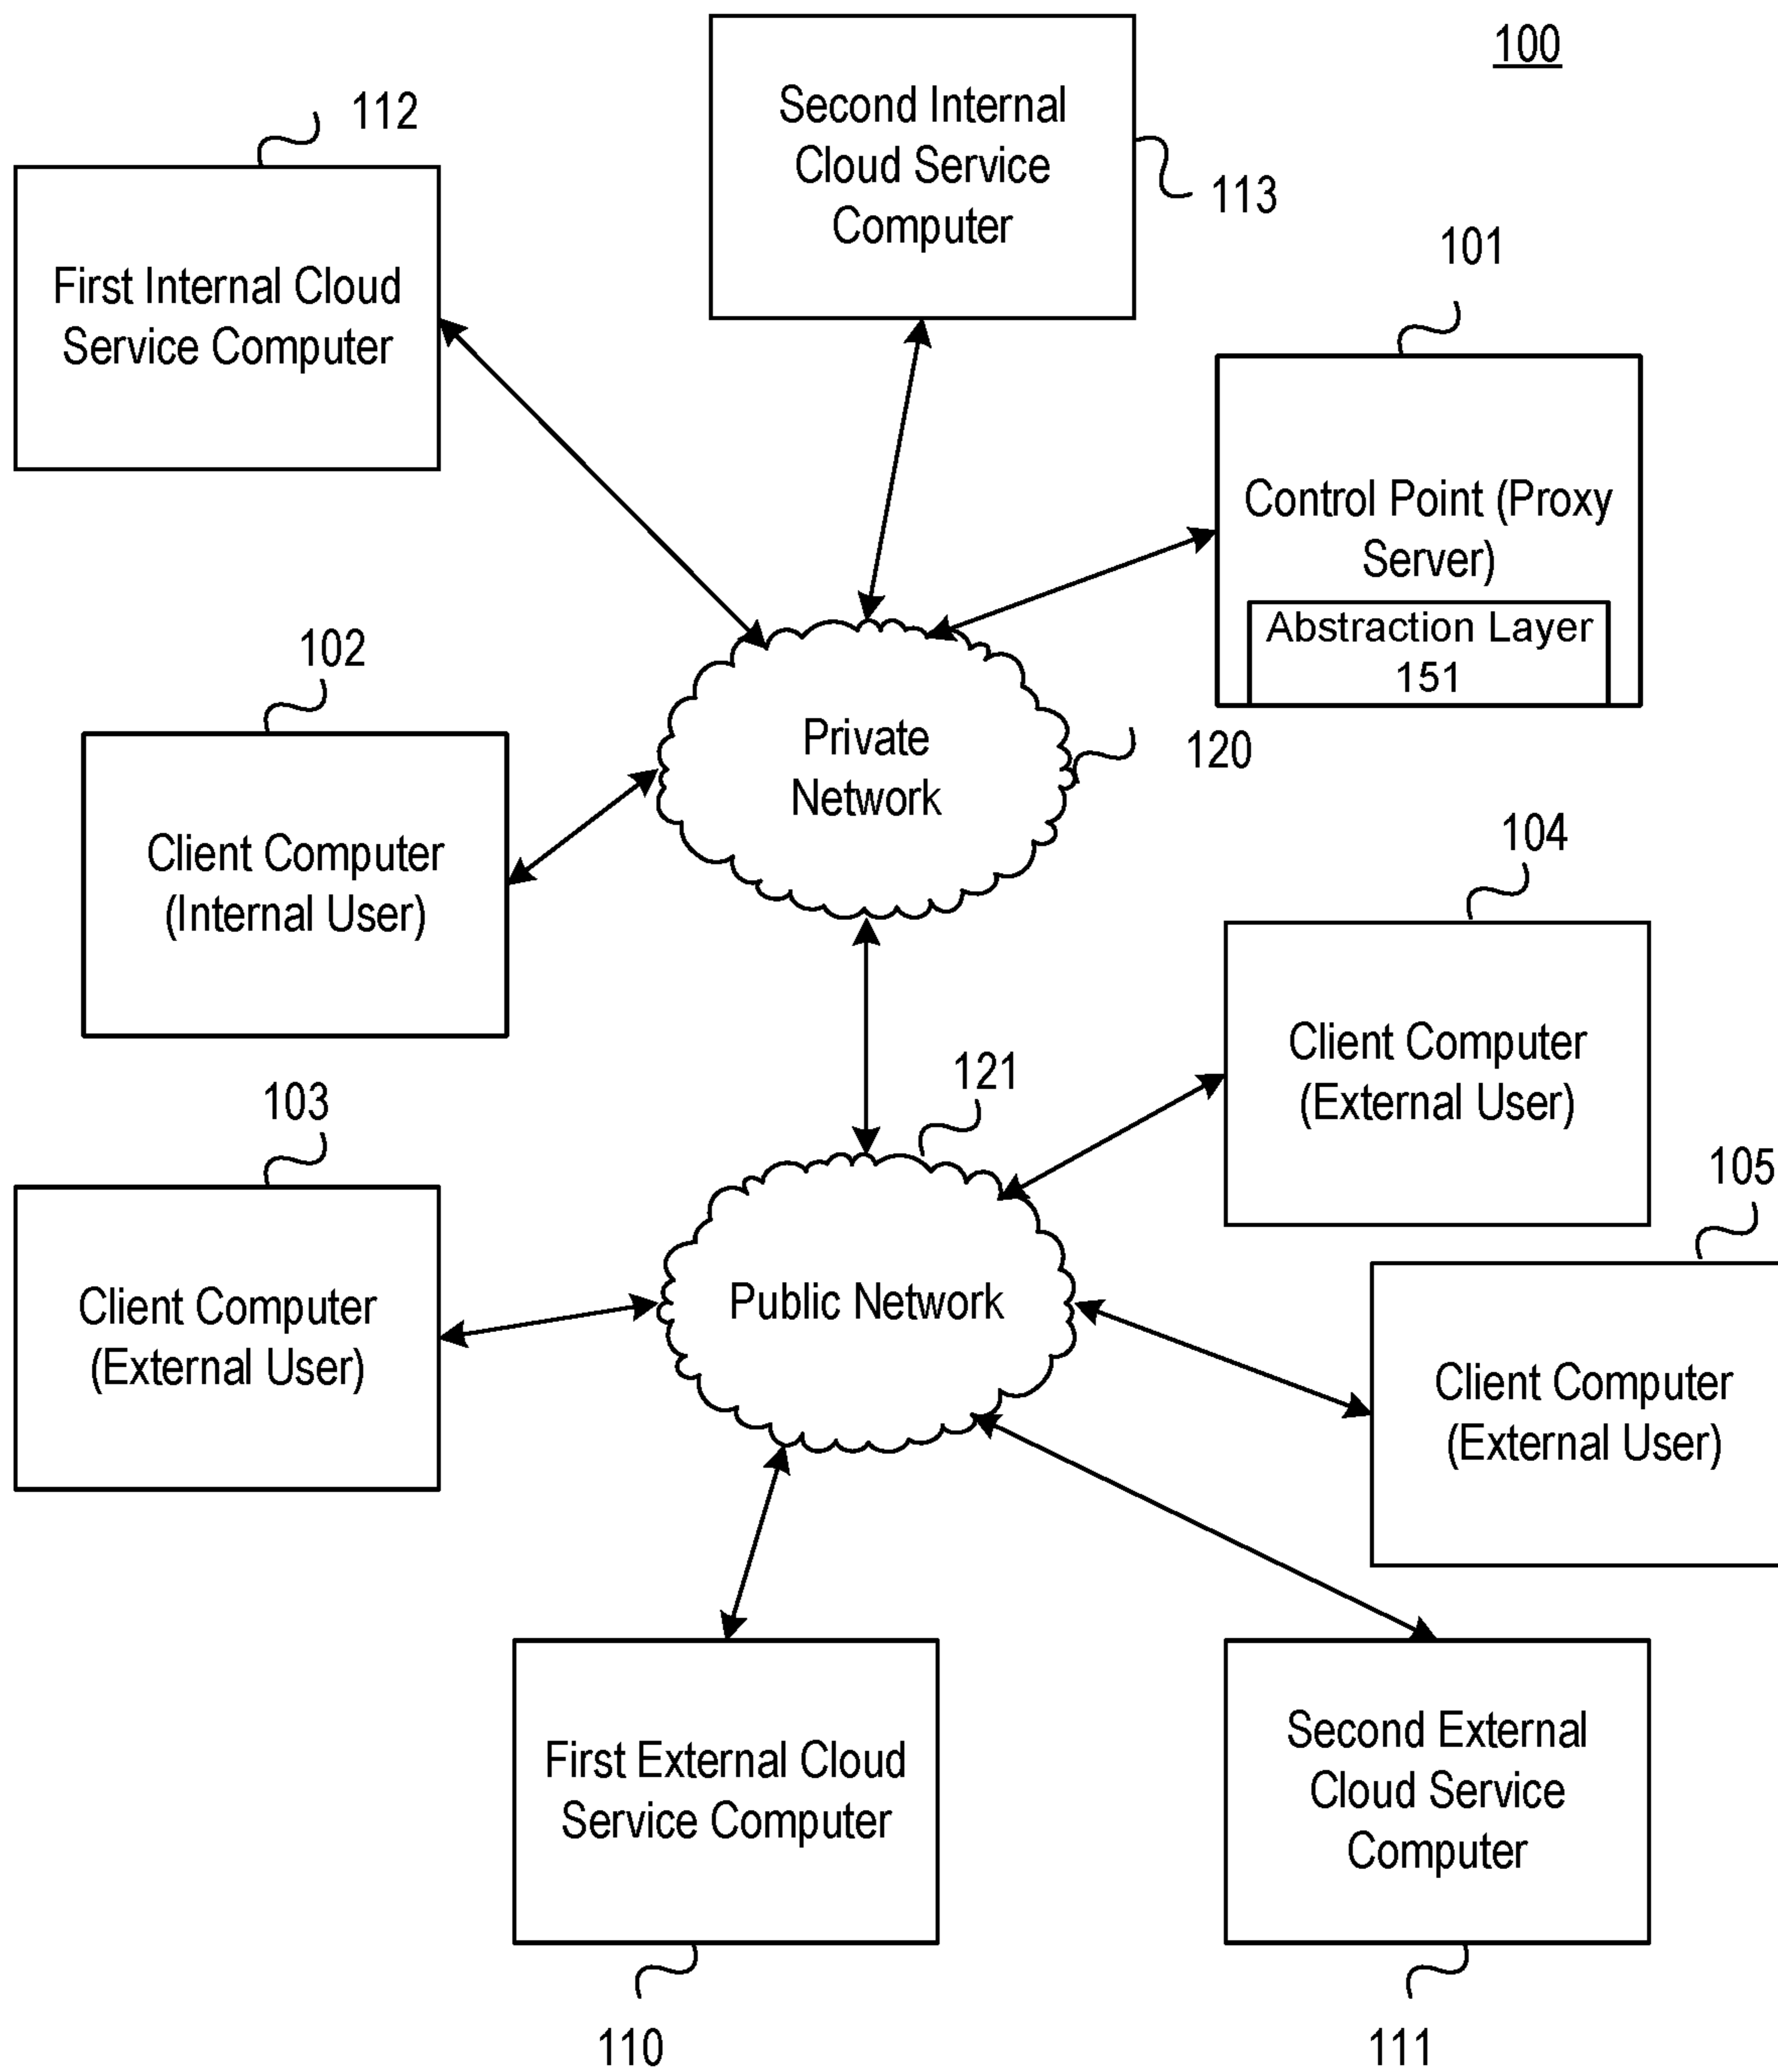 100
112
Second Internal
Cloud Service
Computer
113
First Internal Cloud
Service Computer
101
Control Point (Proxy
Server)
Abstraction Layer
151
102
Private
Network
120
Client Computer
(Internal User)
104
Client Computer
(External User)
121
103
105
Client Computer
(External User)
Public Network
Client Computer
(External User)
First External Cloud
Service Computer
Second External
Cloud Service
Computer
110
111